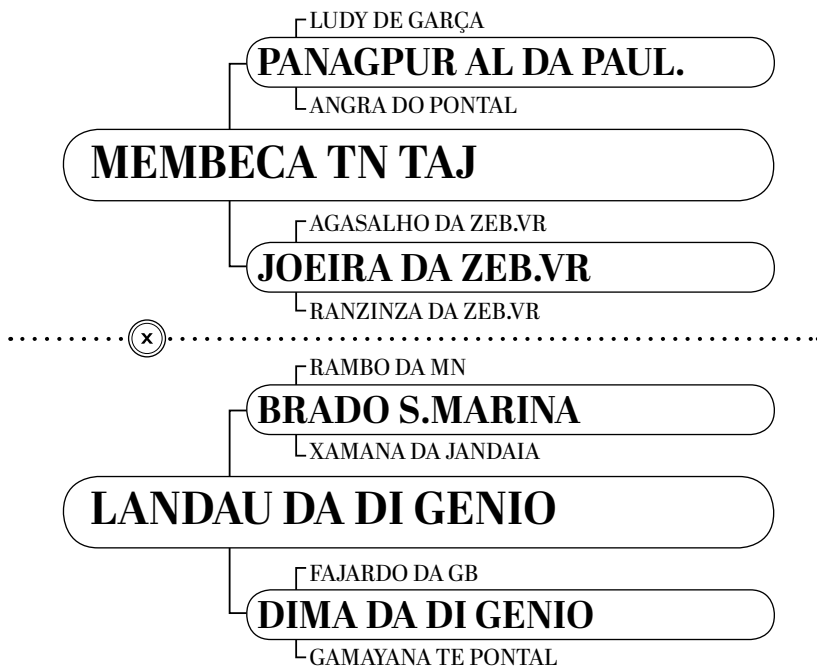 LUDY DE GARÇA
PANAGPUR AL DA PAUL.
ANGRA DO PONTAL
MEMBECA TN TAJ
AGASALHO DA ZEB.VR
JOEIRA DA ZEB.VR
RANZINZA DA ZEB.VR
X
RAMBO DA MN
BRADO S.MARINA
XAMANA DA JANDAIA
LANDAU DA DI GENIO
FAJARDO DA GB
DIMA DA DI GENIO
GAMAYANA TE PONTAL